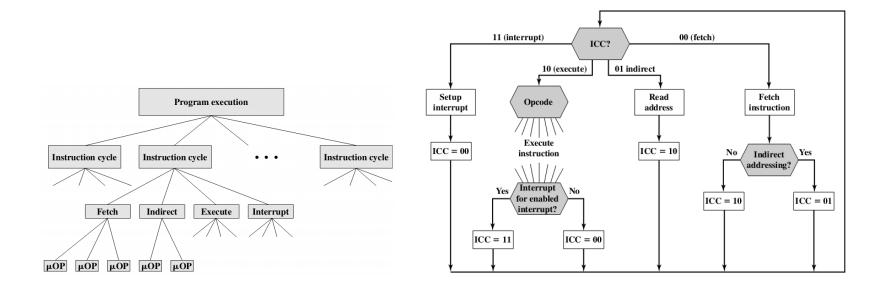 Program execution
Instruction cycle
Instruction cycle
• • •
Instruction cycle
Fetch
Indirect
Execute
Interrupt
μOP
μOP
μOP
μOP
μOP
ICC?
11 (interrupt)
00 (fetch)
10 (execute)
01 indirect
Setup
interrupt
Opcode
Read
address
Fetch
instruction
ICC = 00
Execute
instruction
ICC = 10
No
Indirect
addressing?
Yes
Yes
Interrupt
for enabled
interrupt?
No
ICC = 10
ICC = 01
ICC = 11
ICC = 00